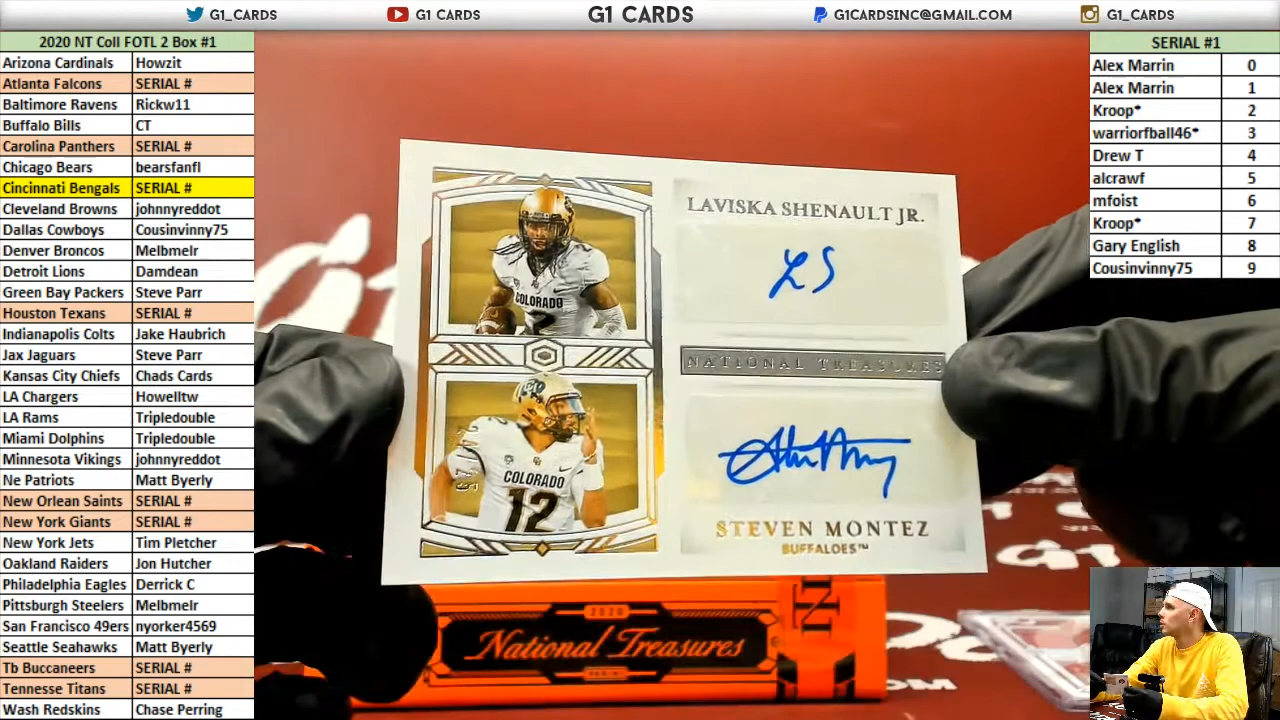 G1_CARDS
G1 CARDS
G1 CARDS
G1CARDSINC@GMAIL.COM
G1_CARDS
2020 NT Coll FOTL 2 Box #1
Arizona Cardinals Howzit
Atlanta Falcons SERIAL #
Baltimore Ravens Rickw11
Buffalo Bills CT
Carolina Panthers SERIAL #
Chicago Bears bearsfanfl
Cincinnati Bengals SERIAL #
Cleveland Browns johnnyreddot
Dallas Cowboys Cousinvinny75
Denver Broncos Melbmelr
Detroit Lions Damdean
Green Bay Packers Steve Parr
Houston Texans SERIAL #
Indianapolis Colts Jake Haubrich
Jax Jaguars Steve Parr
Kansas City Chiefs Chads Cards
LA Chargers Howelltw
LA Rams Tripledouble
Miami Dolphins Tripledouble
Minnesota Vikings johnnyreddot
Ne Patriots Matt Byerly
New Orlean Saints SERIAL #
New York Giants SERIAL #
New York Jets Tim Pletcher
Oakland Raiders Jon Hutcher
Philadelphia Eagles Derrick C
Pittsburgh Steelers Melbmelr
San Francisco 49ers nyorker4569
Seattle Seahawks Matt Byerly
Tb Buccaneers SERIAL #
Tennesse Titans SERIAL #
Wash Redskins Chase Perring
LAVISKA SHENAULT JR.
LS
COLORADO
2
NATIONAL TREASURES
COLORADO
12
STEVEN MONTEZ
BUFFALOES™
2020
National Treasures
PANINI
NT
SERIAL #1
Alex Marrin 0
Alex Marrin 1
Kroop* 2
warriorfball46* 3
Drew T 4
alcrawf 5
mfoist 6
Kroop* 7
Gary English 8
Cousinvinny75 9